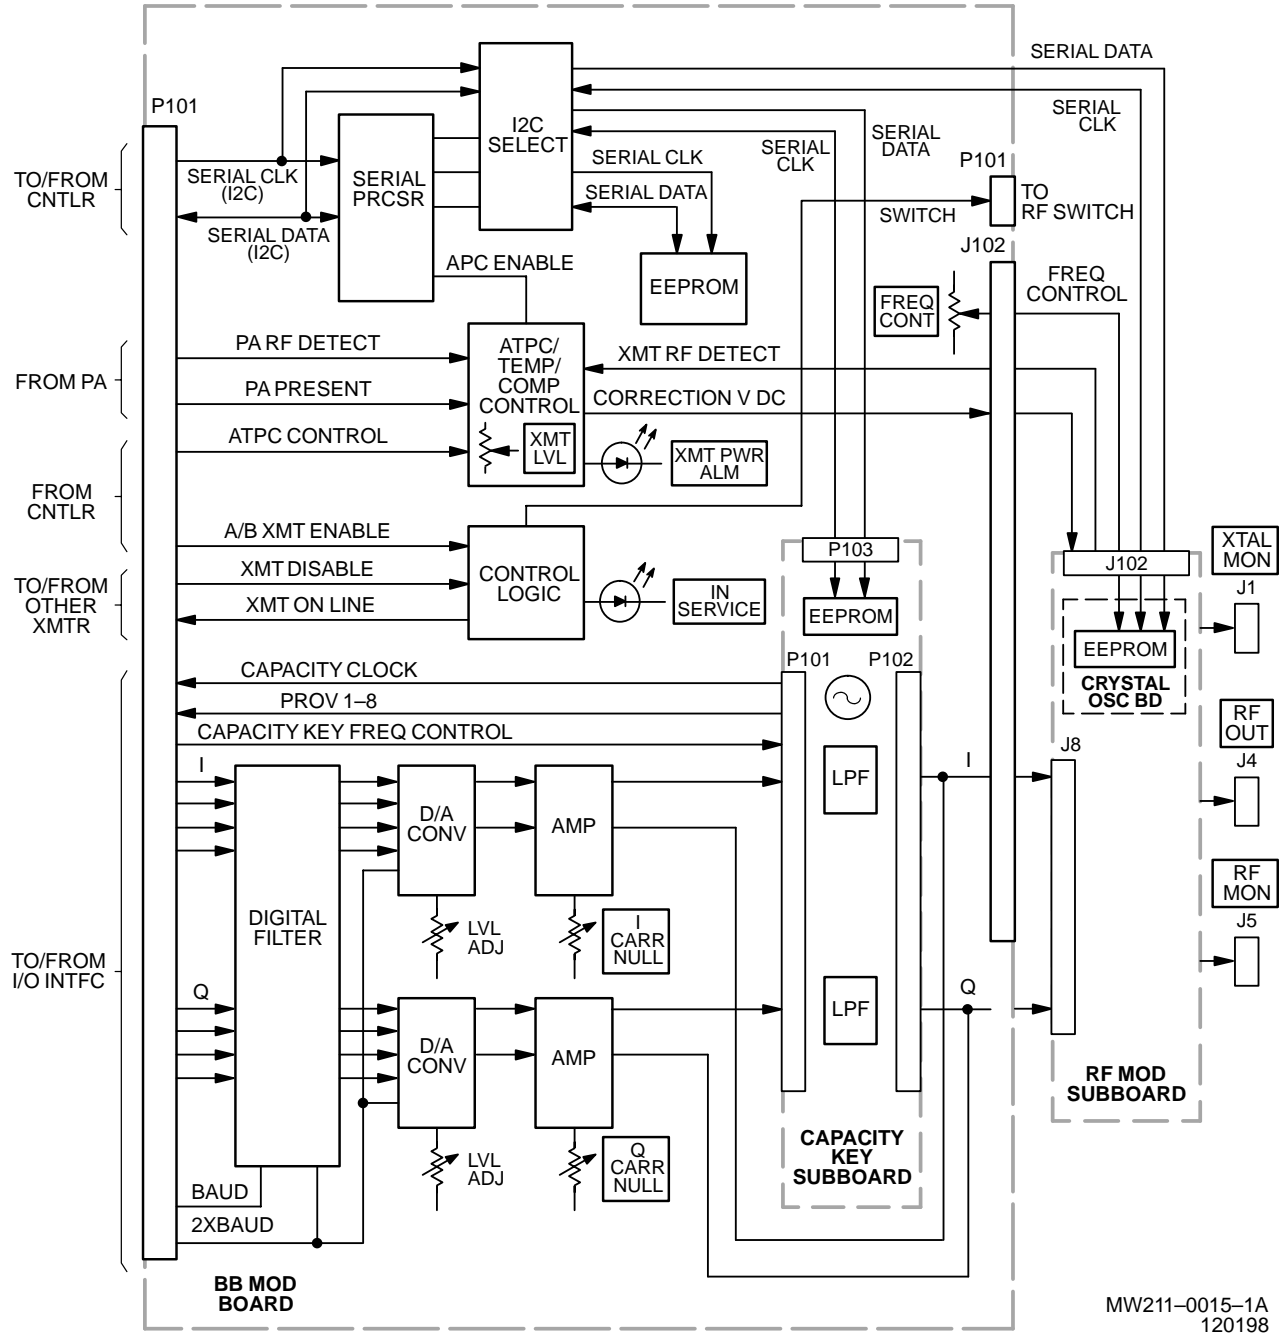 SERIAL DATA
P101
I2C
SELECT
SERIAL
CLK
SERIAL
DATA
SERIAL
CLK
P101
TO/FROM
CNTLR
SERIAL CLK
(I2C)
SERIAL
PRCSR
SERIAL CLK
SERIAL DATA
SWITCH
TO
RF SWITCH
SERIAL DATA
(I2C)
J102
APC ENABLE
EEPROM
FREQ
CONT
FREQ
CONTROL
FROM PA
PA RF DETECT
PA PRESENT
ATPC/
TEMP/
COMP
CONTROL
XMT RF DETECT
CORRECTION V DC
ATPC CONTROL
XMT
LVL
XMT PWR
ALM
FROM
CNTLR
A/B XMT ENABLE
TO/FROM
OTHER
XMTR
XMT DISABLE
XMT ON LINE
CONTROL
LOGIC
IN
SERVICE
P103
EEPROM
J102
EEPROM
CRYSTAL
OSC BD
XTAL
MON
J1
CAPACITY CLOCK
PROV 1–8
CAPACITY KEY FREQ CONTROL
P101
P102
RF
OUT
J4
J8
I
DIGITAL
FILTER
D/A
CONV
AMP
LPF
I
LVL
ADJ
I
CARR
NULL
RF
MON
J5
TO/FROM
I/O INTFC
Q
D/A
CONV
AMP
LPF
Q
RF MOD
SUBBOARD
LVL
ADJ
Q
CARR
NULL
CAPACITY
KEY
SUBBOARD
BAUD
2XBAUD
BB MOD
BOARD
MW211–0015–1A
120198